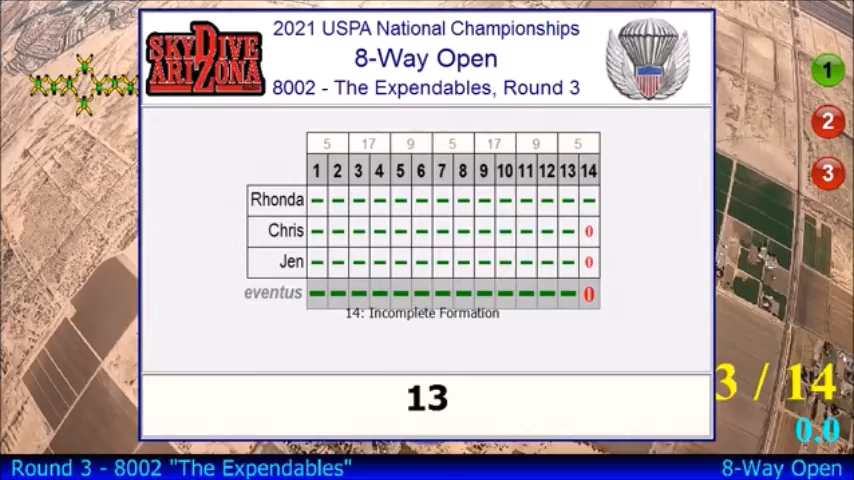 2021 USPA National Championships
8-Way Open
8002 - The Expendables, Round 3
SKYDIVE
ARIZONA
1
2
3
5 17 9 5 17 9 5
1 2 3 4 5 6 7 8 9 10 11 12 13 14
Rhonda – – – – – – – – – – – – – –
Chris – – – – – – – – – – – – – 0
Jen – – – – – – – – – – – – – 0
eventus – – – – – – – – – – – – – 0
14: Incomplete Formation
13
3 / 14
0.0
Round 3 - 8002 "The Expendables"
8-Way Open